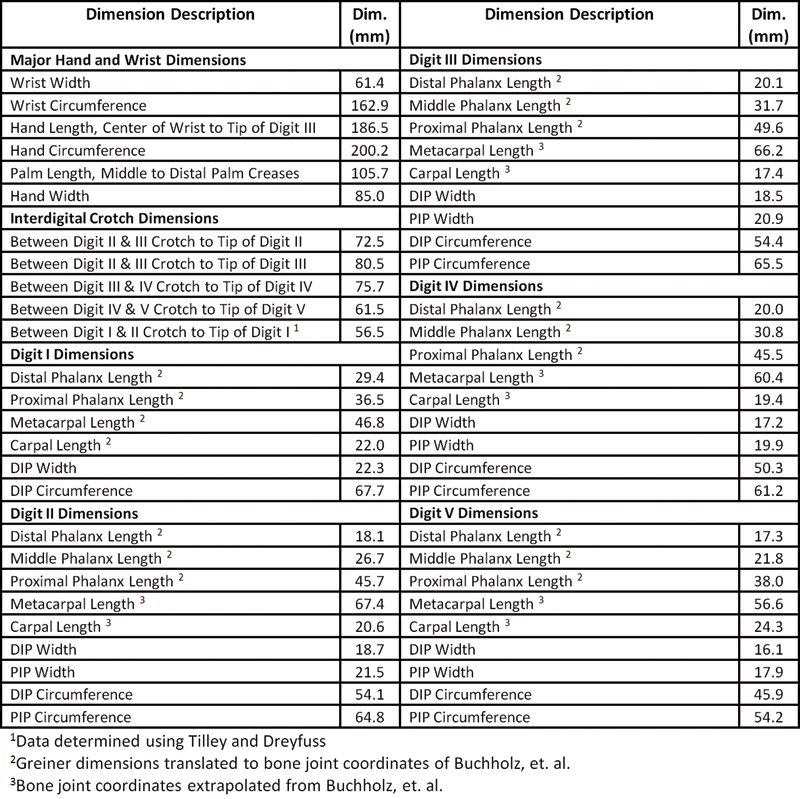 Dimension Description Dim. (mm)
Major Hand and Wrist Dimensions
Wrist Width 61.4
Wrist Circumference 162.9
Hand Length, Center of Wrist to Tip of Digit III 186.5
Hand Circumference 200.2
Palm Length, Middle to Distal Palm Creases 105.7
Hand Width 85.0
Interdigital Crotch Dimensions
Between Digit II & III Crotch to Tip of Digit II 72.5
Between Digit II & III Crotch to Tip of Digit III 80.5
Between Digit III & IV Crotch to Tip of Digit IV 75.7
Between Digit IV & V Crotch to Tip of Digit V 61.5
Between Digit I & II Crotch to Tip of Digit I 1 56.5
Digit I Dimensions
Distal Phalanx Length 2 29.4
Proximal Phalanx Length 2 36.5
Metacarpal Length 2 46.8
Carpal Length 2 22.0
DIP Width 22.3
DIP Circumference 67.7
Digit II Dimensions
Distal Phalanx Length 2 18.1
Middle Phalanx Length 2 26.7
Proximal Phalanx Length 2 45.7
Metacarpal Length 3 67.4
Carpal Length 3 20.6
DIP Width 18.7
PIP Width 21.5
DIP Circumference 54.1
PIP Circumference 64.8
Dimension Description Dim. (mm)
Digit III Dimensions
Distal Phalanx Length 2 20.1
Middle Phalanx Length 2 31.7
Proximal Phalanx Length 2 49.6
Metacarpal Length 3 66.2
Carpal Length 3 17.4
DIP Width 18.5
PIP Width 20.9
DIP Circumference 54.4
PIP Circumference 65.5
Digit IV Dimensions
Distal Phalanx Length 2 20.0
Middle Phalanx Length 2 30.8
Proximal Phalanx Length 2 45.5
Metacarpal Length 3 60.4
Carpal Length 3 19.4
DIP Width 17.2
PIP Width 19.9
DIP Circumference 50.3
PIP Circumference 61.2
Digit V Dimensions
Distal Phalanx Length 2 17.3
Middle Phalanx Length 2 21.8
Proximal Phalanx Length 2 38.0
Metacarpal Length 3 56.6
Carpal Length 3 24.3
DIP Width 16.1
PIP Width 17.9
DIP Circumference 45.9
PIP Circumference 54.2
1Data determined using Tilley and Dreyfuss
2Greiner dimensions translated to bone joint coordinates of Buchholz, et. al.
3Bone joint coordinates extrapolated from Buchholz, et. al.